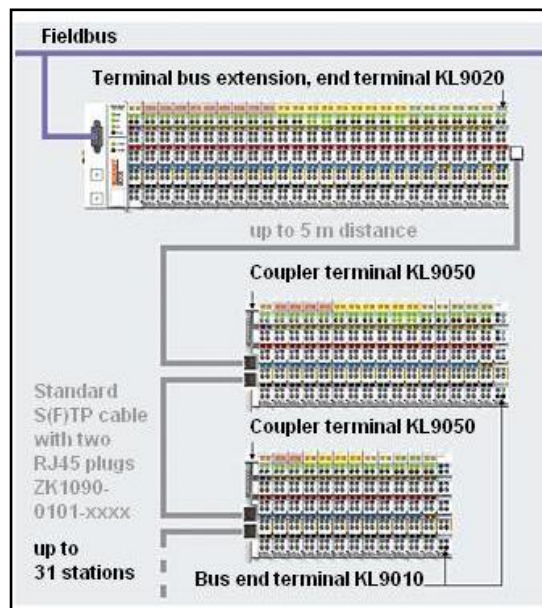 Fieldbus
Terminal bus extension, end terminal KL9020
up to 5 m distance
Coupler terminal KL9050
Standard
S(F)TP cable
with two
RJ45 plugs
ZK1090-
0101-xxxx
Coupler terminal KL9050
up to
31 stations
Bus end terminal KL9010